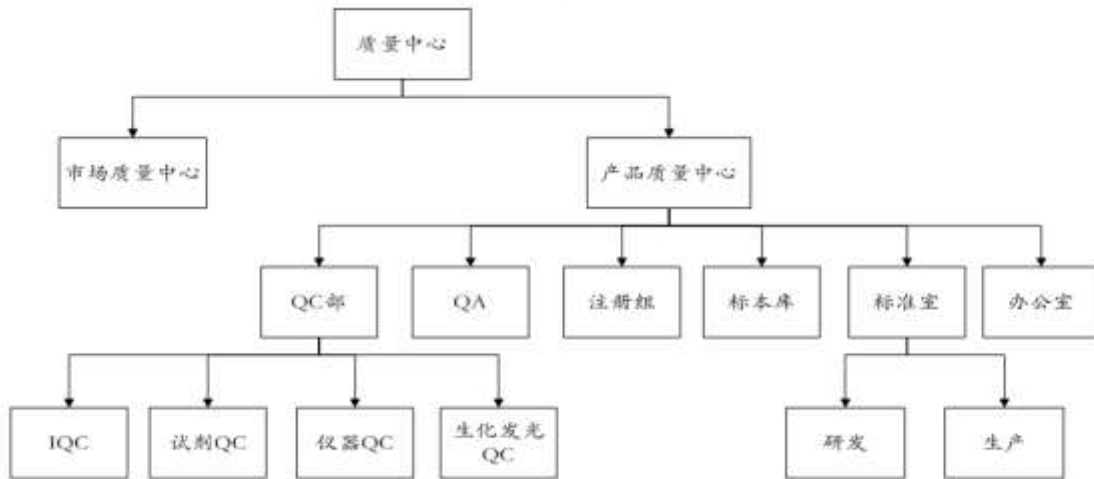 质量中心
市场质量中心
产品质量中心
QC部
QA
注册组
标本库
标准室
办公室
IQC
试剂QC
仪器QC
生化发光
QC
研发
生产